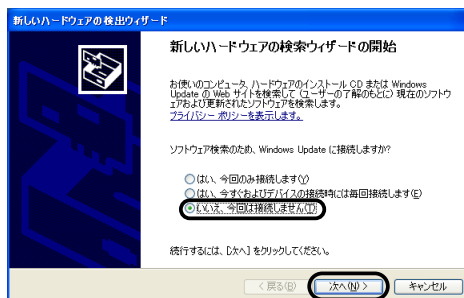 新しいハードウェアの検出ウィザード
新しいハードウェアの検索ウィザードの開始
お使いのコンピュータ、ハードウェアのインストール CD または Windows
Update の Web サイトを検索して (ユーザーの了解のもとに) 現在のソフトウ
ェアおよび更新されたソフトウェアを検索します。
プライバシー ポリシーを表示します。
ソフトウェア検索のため、Windows Update に接続しますか?
はい、今回のみ接続します(Y)
はい、今すぐおよびデバイスの接続時には毎回接続します(E)
いいえ、今回は接続しません(T)
続行するには、[次へ] をクリックしてください。
< 戻る(B) 次へ(N) > キャンセル